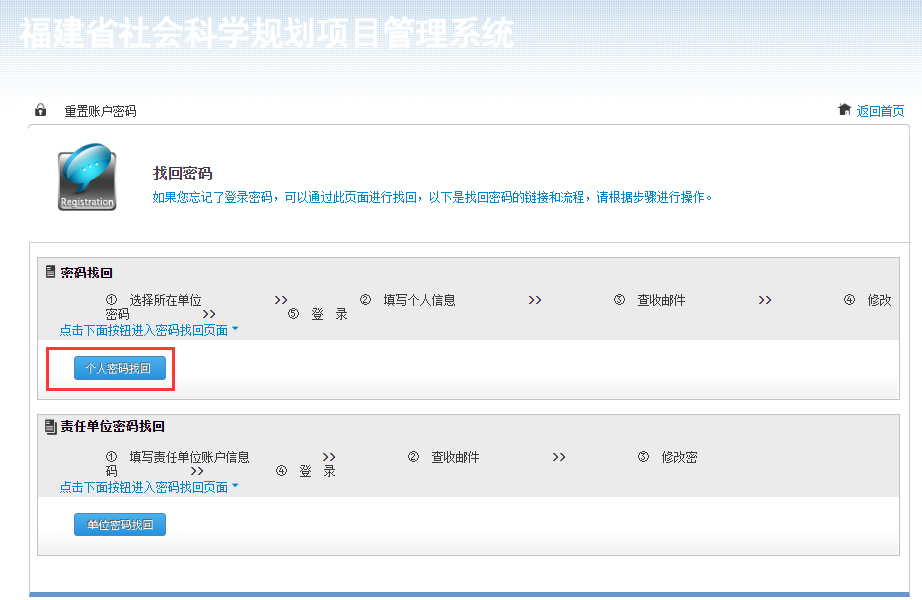 福建省社会科学规划项目管理系统
重置账户密码 返回首页
Registration
找回密码
如果您忘记了登录密码，可以通过此页面进行找回，以下是找回密码的链接和流程，请根据步骤进行操作。
密码找回
① 选择所在单位 >> ② 填写个人信息 >> ③ 查收邮件 >> ④ 修改
密码 >> ⑤ 登 录
点击下面按钮进入密码找回页面
个人密码找回
责任单位密码找回
① 填写责任单位账户信息 >> ② 查收邮件 >> ③ 修改密
码 >> ④ 登 录
点击下面按钮进入密码找回页面
单位密码找回